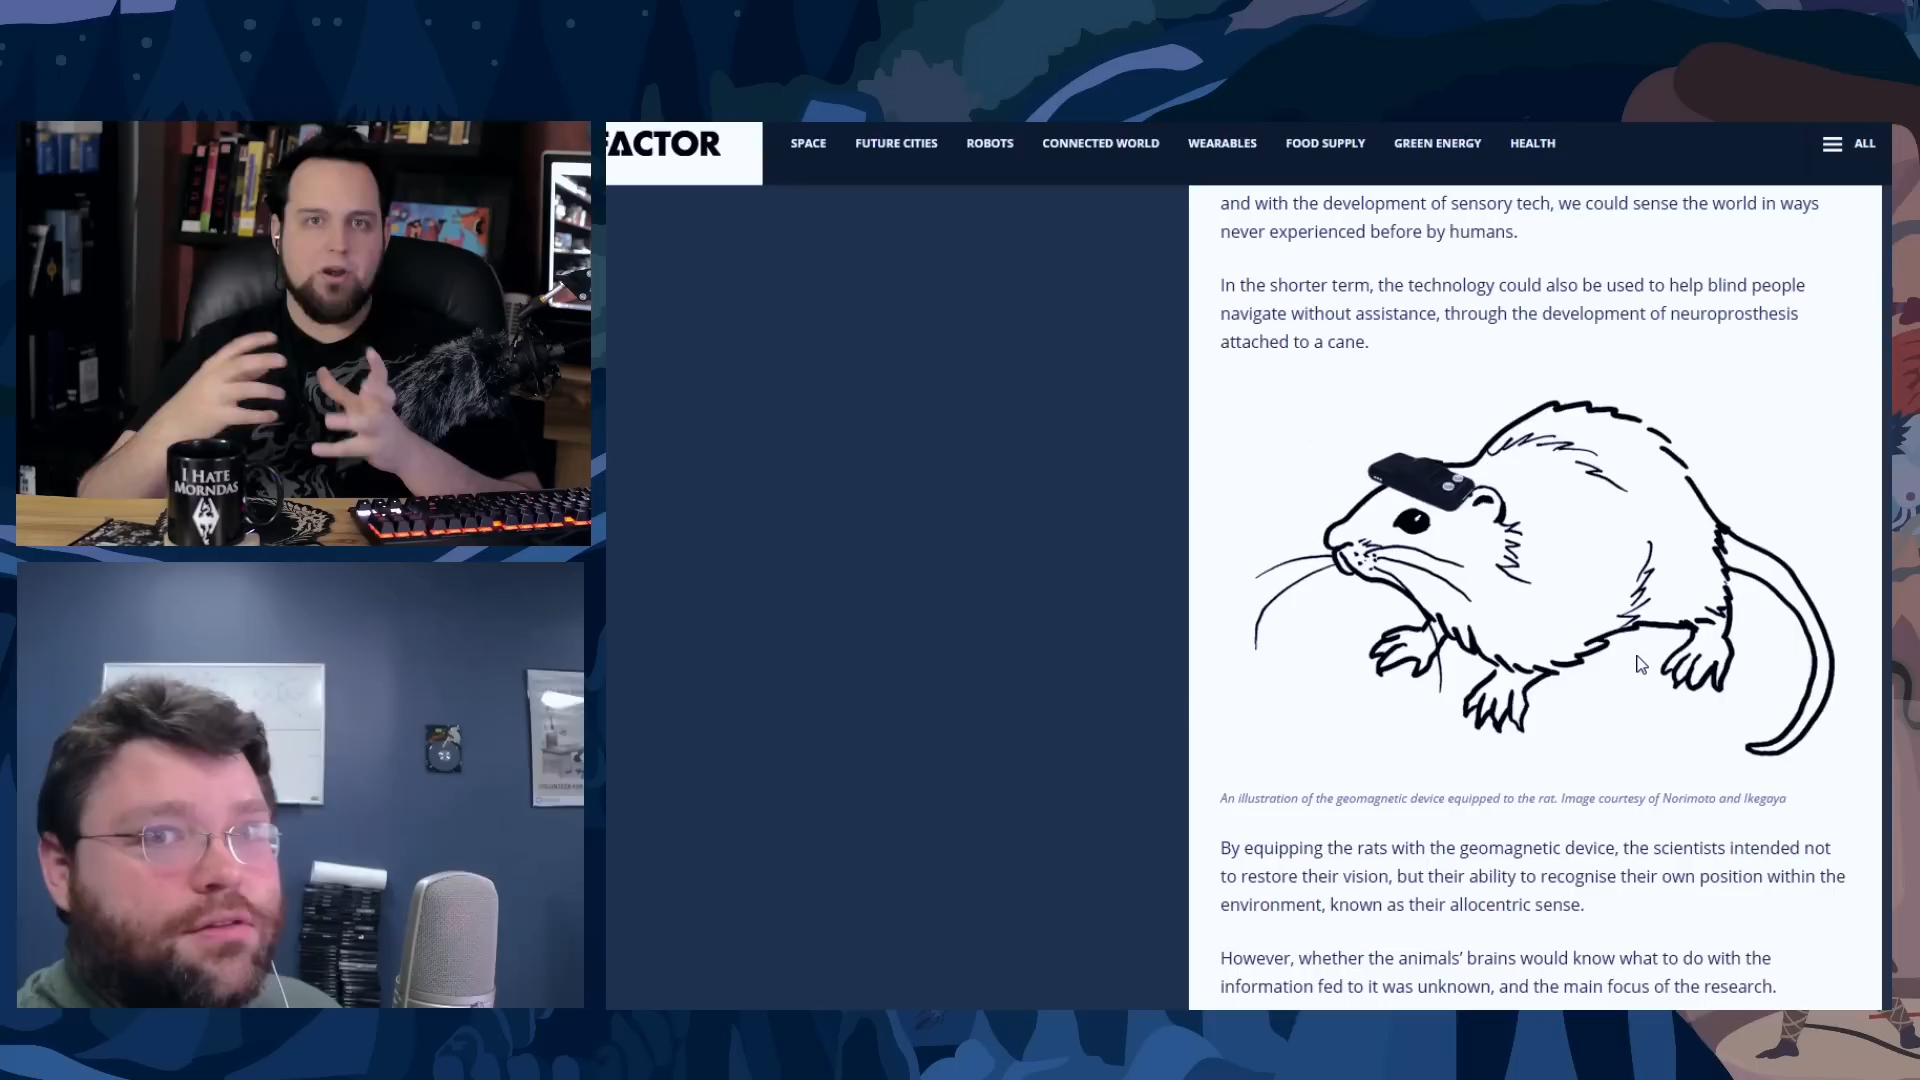 FACTOR
SPACE FUTURE CITIES ROBOTS CONNECTED WORLD WEARABLES FOOD SUPPLY GREEN ENERGY HEALTH ALL
and with the development of sensory tech, we could sense the world in ways
never experienced before by humans.
In the shorter term, the technology could also be used to help blind people
navigate without assistance, through the development of neuroprosthesis
attached to a cane.
I HATE
MORNDAS
An illustration of the geomagnetic device equipped to the rat. Image courtesy of Norimoto and Ikegaya
By equipping the rats with the geomagnetic device, the scientists intended not
to restore their vision, but their ability to recognise their own position within the
environment, known as their allocentric sense.
However, whether the animals’ brains would know what to do with the
information fed to it was unknown, and the main focus of the research.